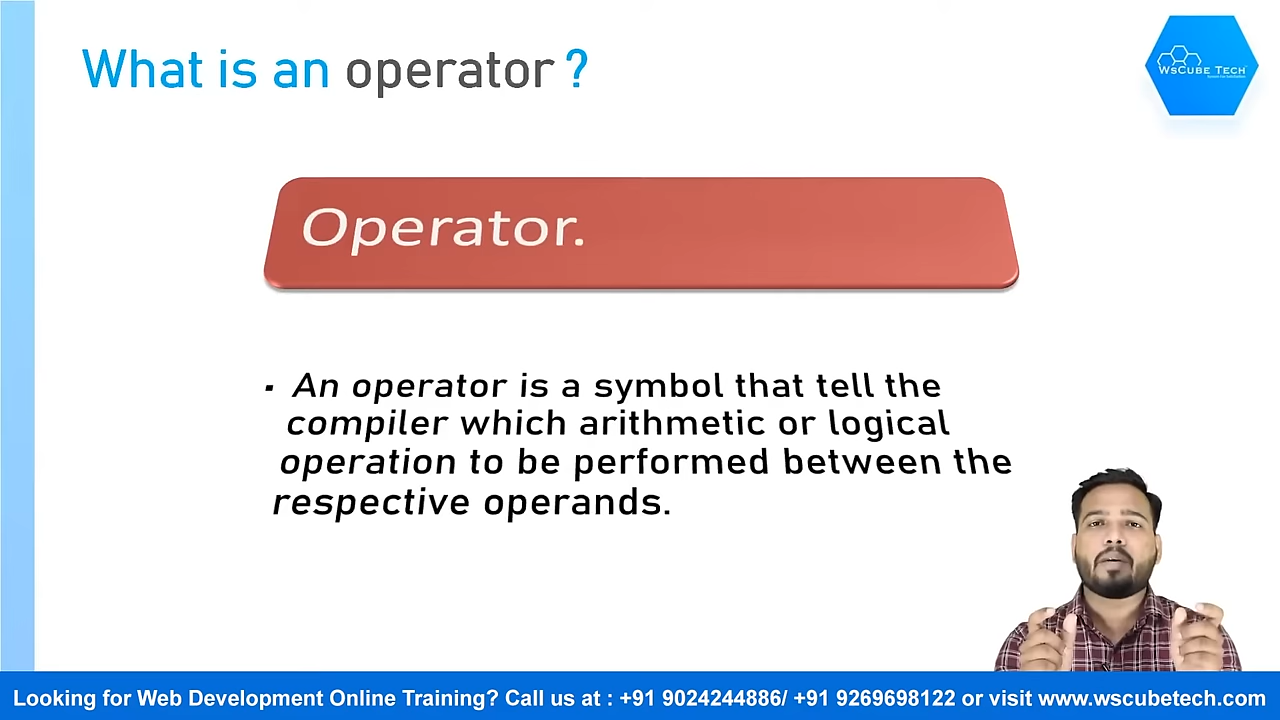 What is an operator ?
WsCube Tech
Operator.
▪ An operator is a symbol that tell the
compiler which arithmetic or logical
operation to be performed between the
respective operands.
Looking for Web Development Online Training? Call us at : +91 9024244886/ +91 9269698122 or visit www.wscubetech.com